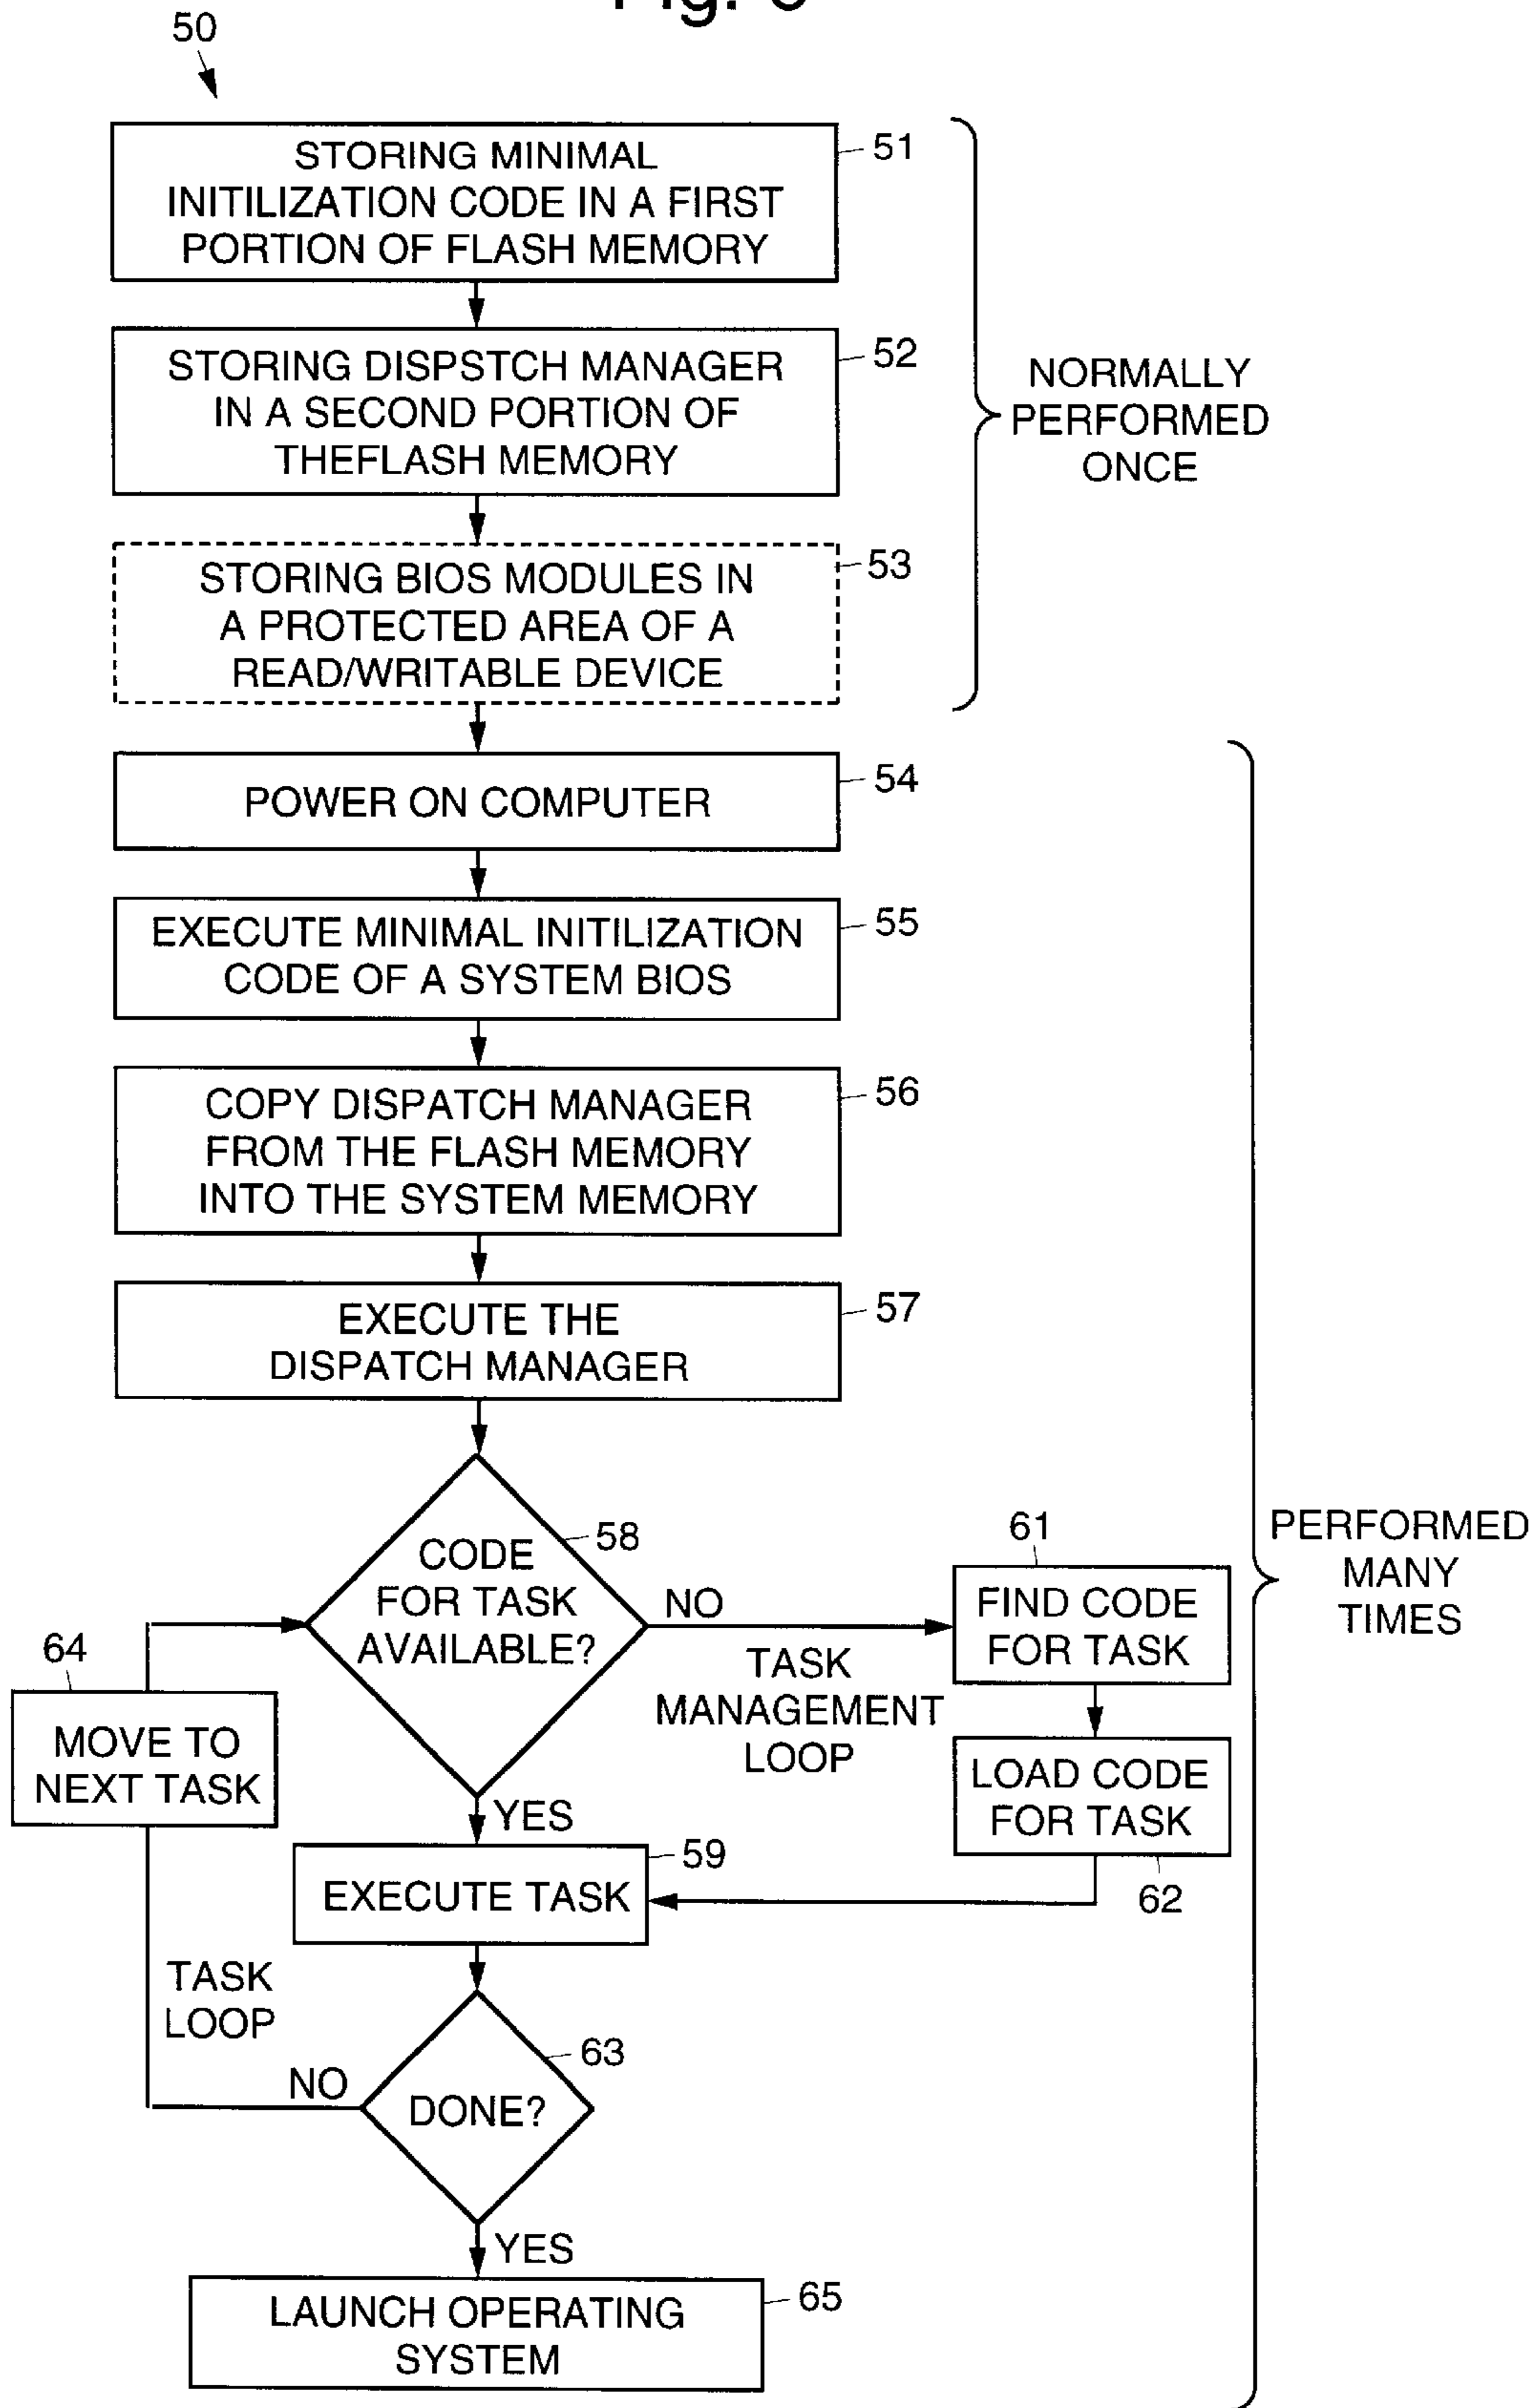 50
STORING MINIMAL
INITILIZATION CODE IN A FIRST
PORTION OF FLASH MEMORY
51
STORING DISPSTCH MANAGER
IN A SECOND PORTION OF
THEFLASH MEMORY
52
STORING BIOS MODULES IN
A PROTECTED AREA OF A
READ/WRITABLE DEVICE
53
NORMALLY
PERFORMED
ONCE
POWER ON COMPUTER
54
EXECUTE MINIMAL INITILIZATION
CODE OF A SYSTEM BIOS
55
COPY DISPATCH MANAGER
FROM THE FLASH MEMORY
INTO THE SYSTEM MEMORY
56
EXECUTE THE
DISPATCH MANAGER
57
CODE
FOR TASK
AVAILABLE?
58
NO
TASK
MANAGEMENT
LOOP
61
FIND CODE
FOR TASK
LOAD CODE
FOR TASK
62
PERFORMED
MANY
TIMES
64
MOVE TO
NEXT TASK
YES
EXECUTE TASK
59
TASK
LOOP
NO
DONE?
63
YES
LAUNCH OPERATING
SYSTEM
65